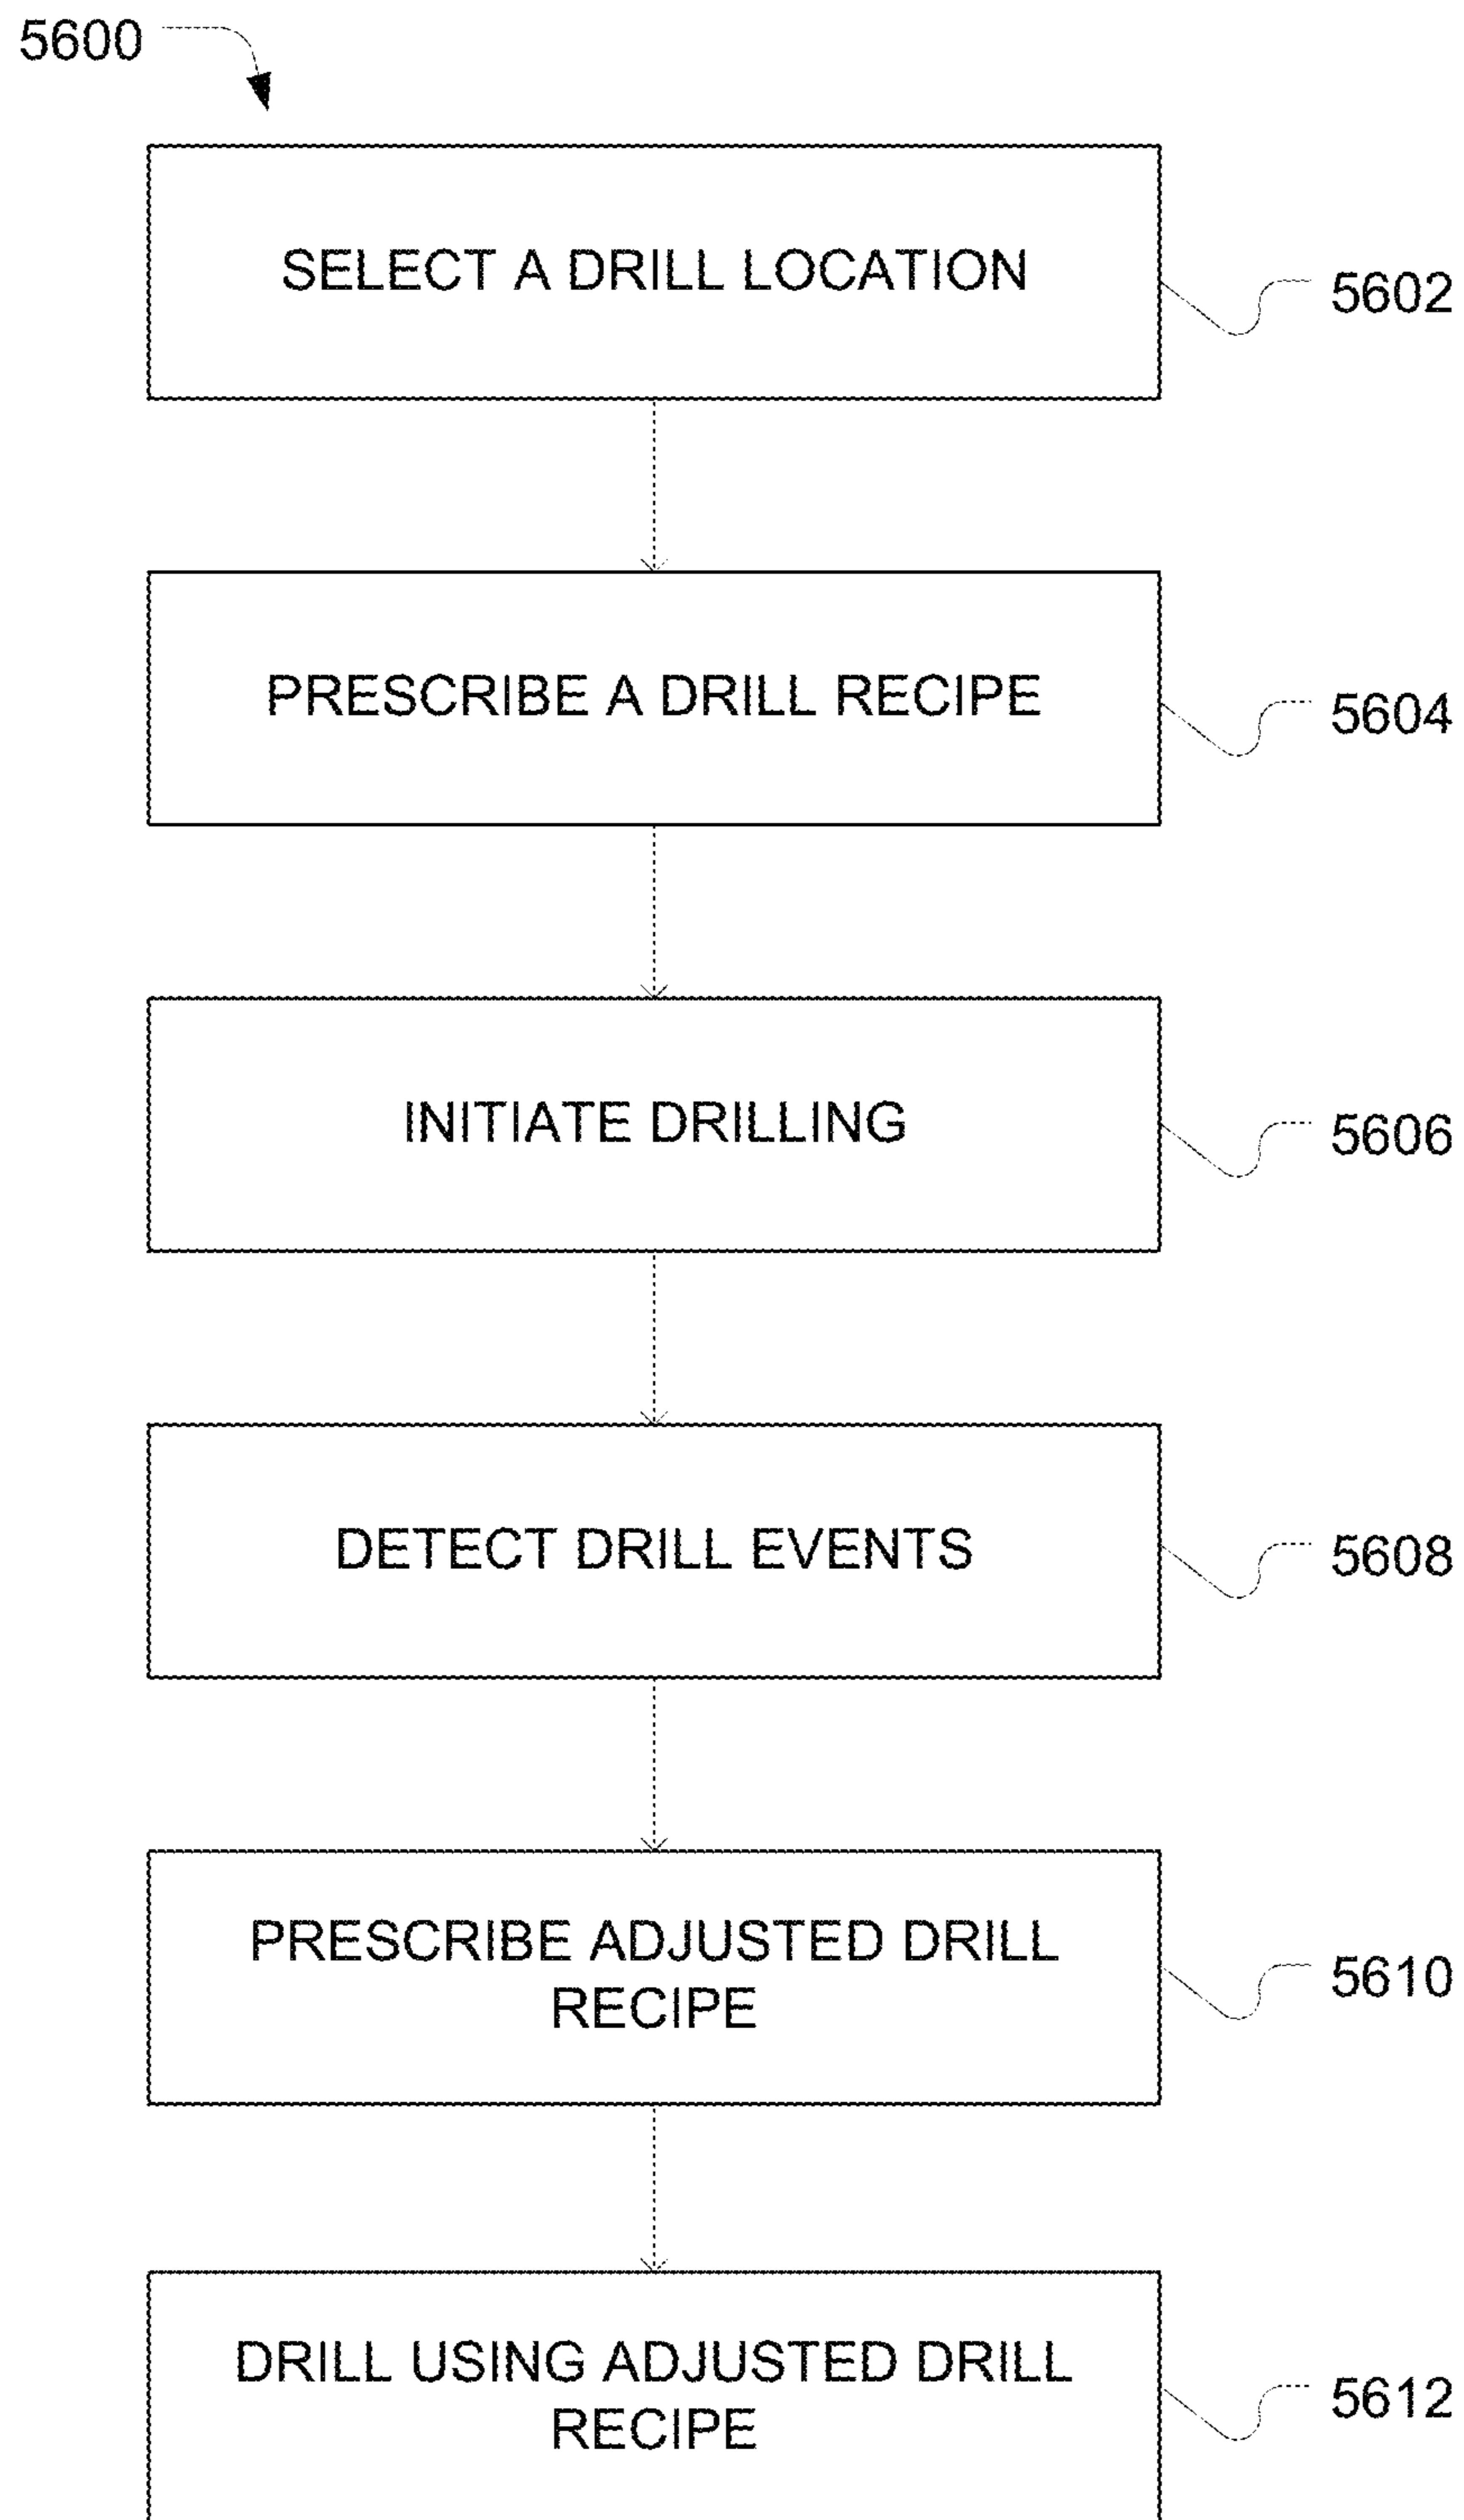 5600
SELECT A DRILL LOCATION
5602
PRESCRIBE A DRILL RECIPE
5604
INITIATE DRILLING
5606
DETECT DRILL EVENTS
5608
PRESCRIBE ADJUSTED DRILL
RECIPE
5610
DRILL USING ADJUSTED DRILL
RECIPE
5612